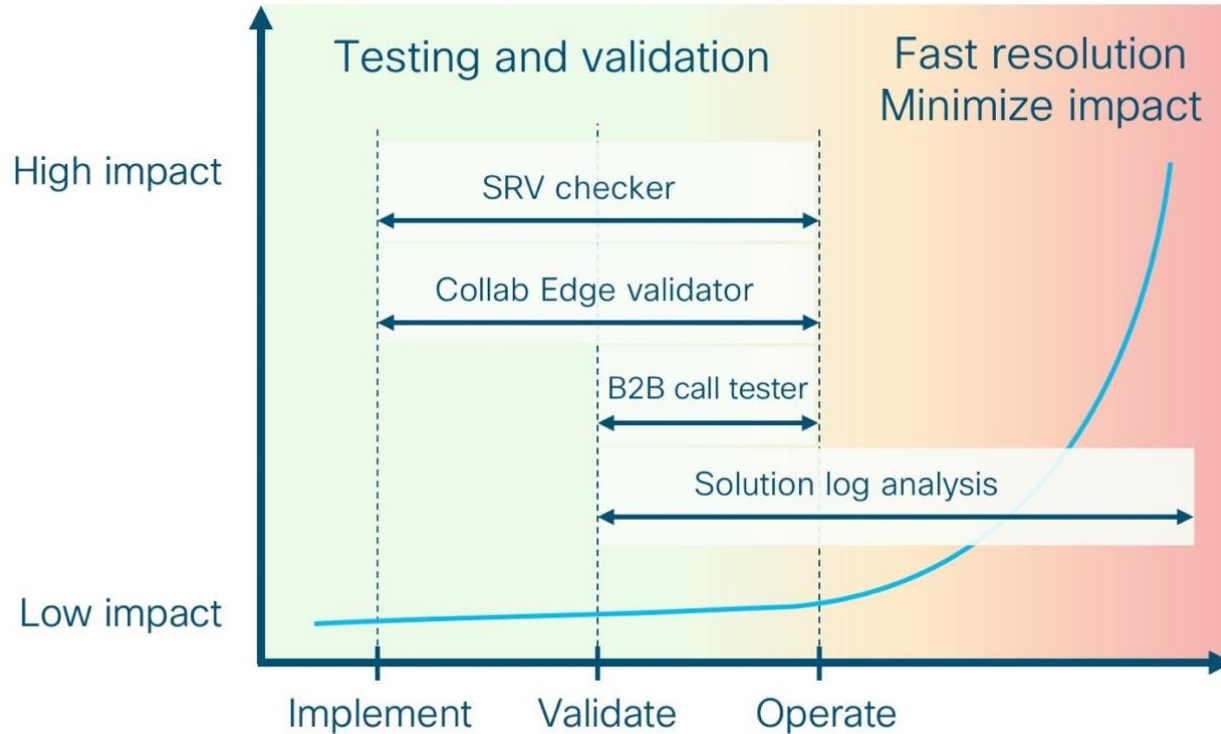 Testing and validation
Fast resolution
Minimize impact
High impact
SRV checker
Collab Edge validator
B2B call tester
Solution log analysis
Low impact
Implement
Validate
Operate